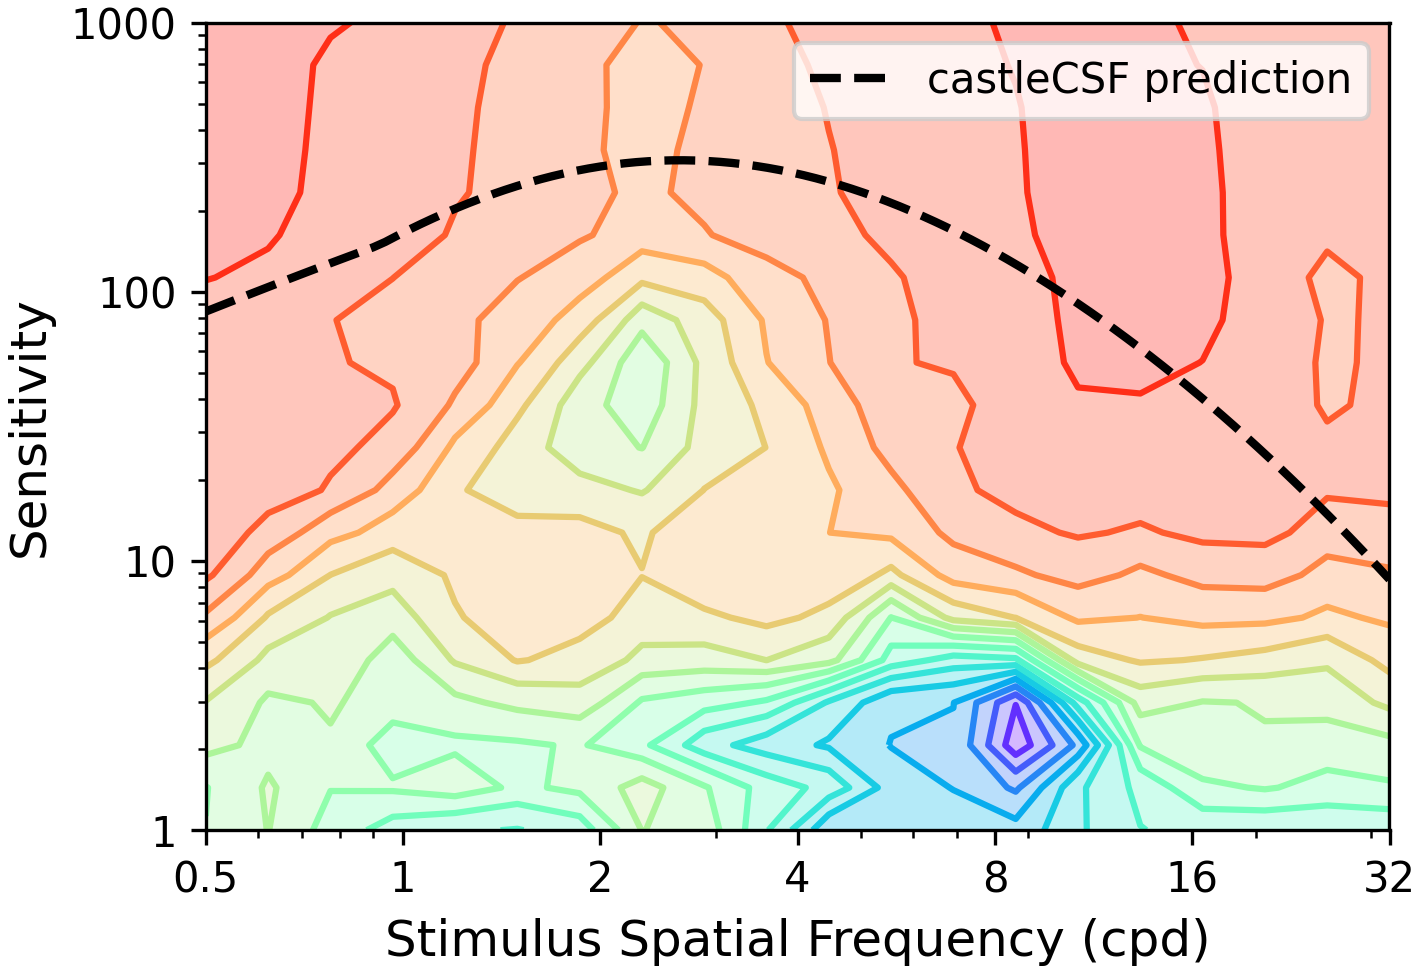 1000
100
10
1
Sensitivity
castleCSF prediction
0.5 1 2 4 8 16 32
Stimulus Spatial Frequency (cpd)